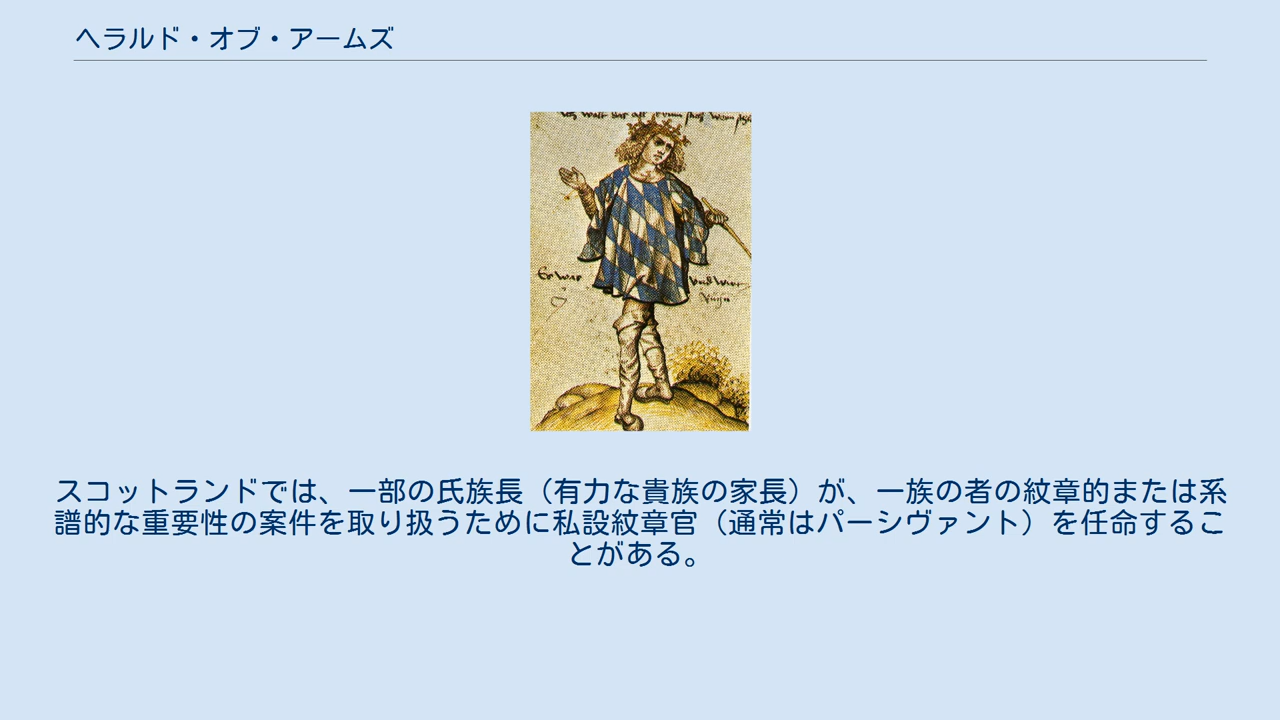 ヘラルド・オブ・アームズ
Er war
スコットランドでは、一部の氏族長（有力な貴族の家長）が、一族の者の紋章的または系
譜的な重要性の案件を取り扱うために私設紋章官（通常はパーシヴァント）を任命するこ
とがある。